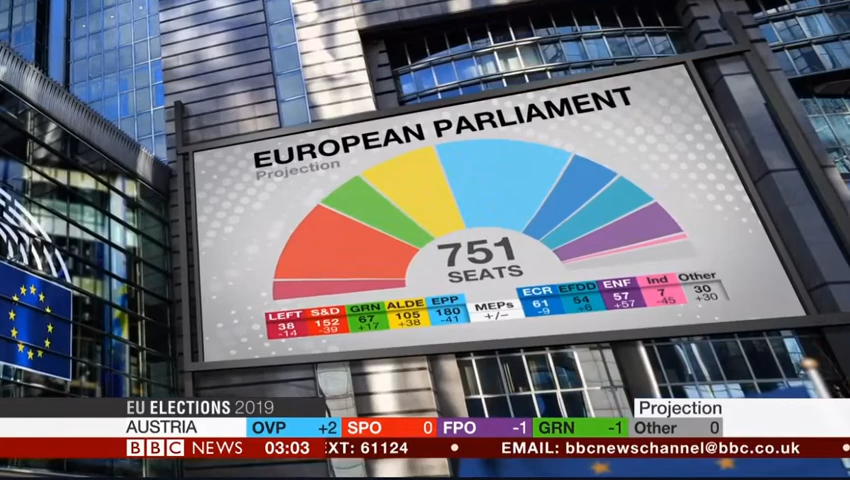 EUROPEAN PARLIAMENT
Projection
751
SEATS
LEFT S&D GRN ALDE EPP MEPs ECR EFDD ENF Ind Other
38 152 67 105 180 +/- 61 54 57 7 30
-14 -39 +17 +38 -41 -9 +6 +57 -45 +30
EU ELECTIONS 2019
Projection
AUSTRIA OVP +2 SPO 0 FPO -1 GRN -1 Other 0
BBC NEWS 03:03 EXT: 61124 • EMAIL: bbcnewschannel@bbc.co.uk •